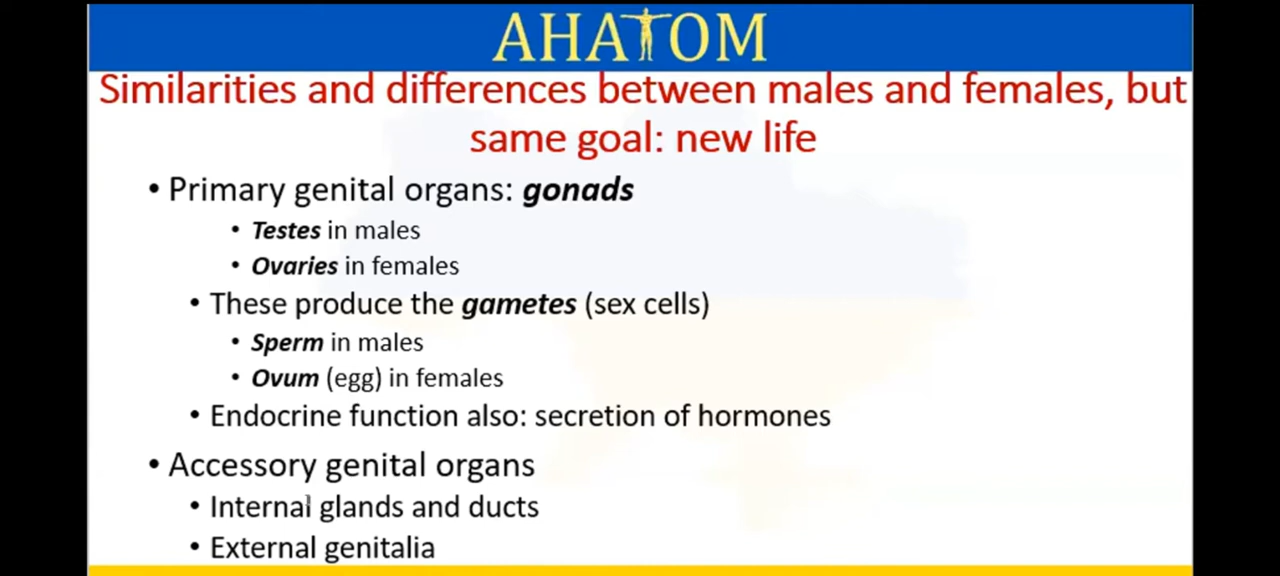 AHATOM
Similarities and differences between males and females, but
same goal: new life
• Primary genital organs: gonads
• Testes in males
• Ovaries in females
• These produce the gametes (sex cells)
• Sperm in males
• Ovum (egg) in females
• Endocrine function also: secretion of hormones
• Accessory genital organs
• Internal glands and ducts
• External genitalia